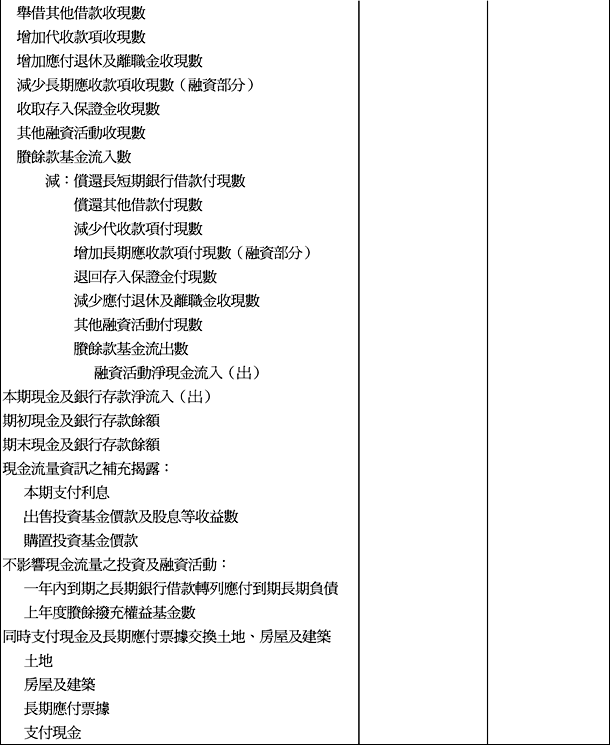 舉借其他借款收現數
增加代收款項收現數
增加應付退休及離職金收現數
減少長期應收款項收現數（融資部分）
收取存入保證金收現數
其他融資活動收現數
賸餘款基金流入數
減：償還長短期銀行借款付現數
償還其他借款付現數
減少代收款項付現數
增加長期應收款項付現數（融資部分）
退回存入保證金付現數
減少應付退休及離職金收現數
其他融資活動付現數
賸餘款基金流出數
融資活動淨現金流入（出）
本期現金及銀行存款淨流入（出）
期初現金及銀行存款餘額
期末現金及銀行存款餘額
現金流量資訊之補充揭露：
本期支付利息
出售投資基金價款及股息等收益數
購置投資基金價款
不影響現金流量之投資及融資活動：
一年內到期之長期銀行借款轉列應付到期長期負債
上年度賸餘撥充權益基金數
同時支付現金及長期應付票據交換土地、房屋及建築
土地
房屋及建築
長期應付票據
支付現金